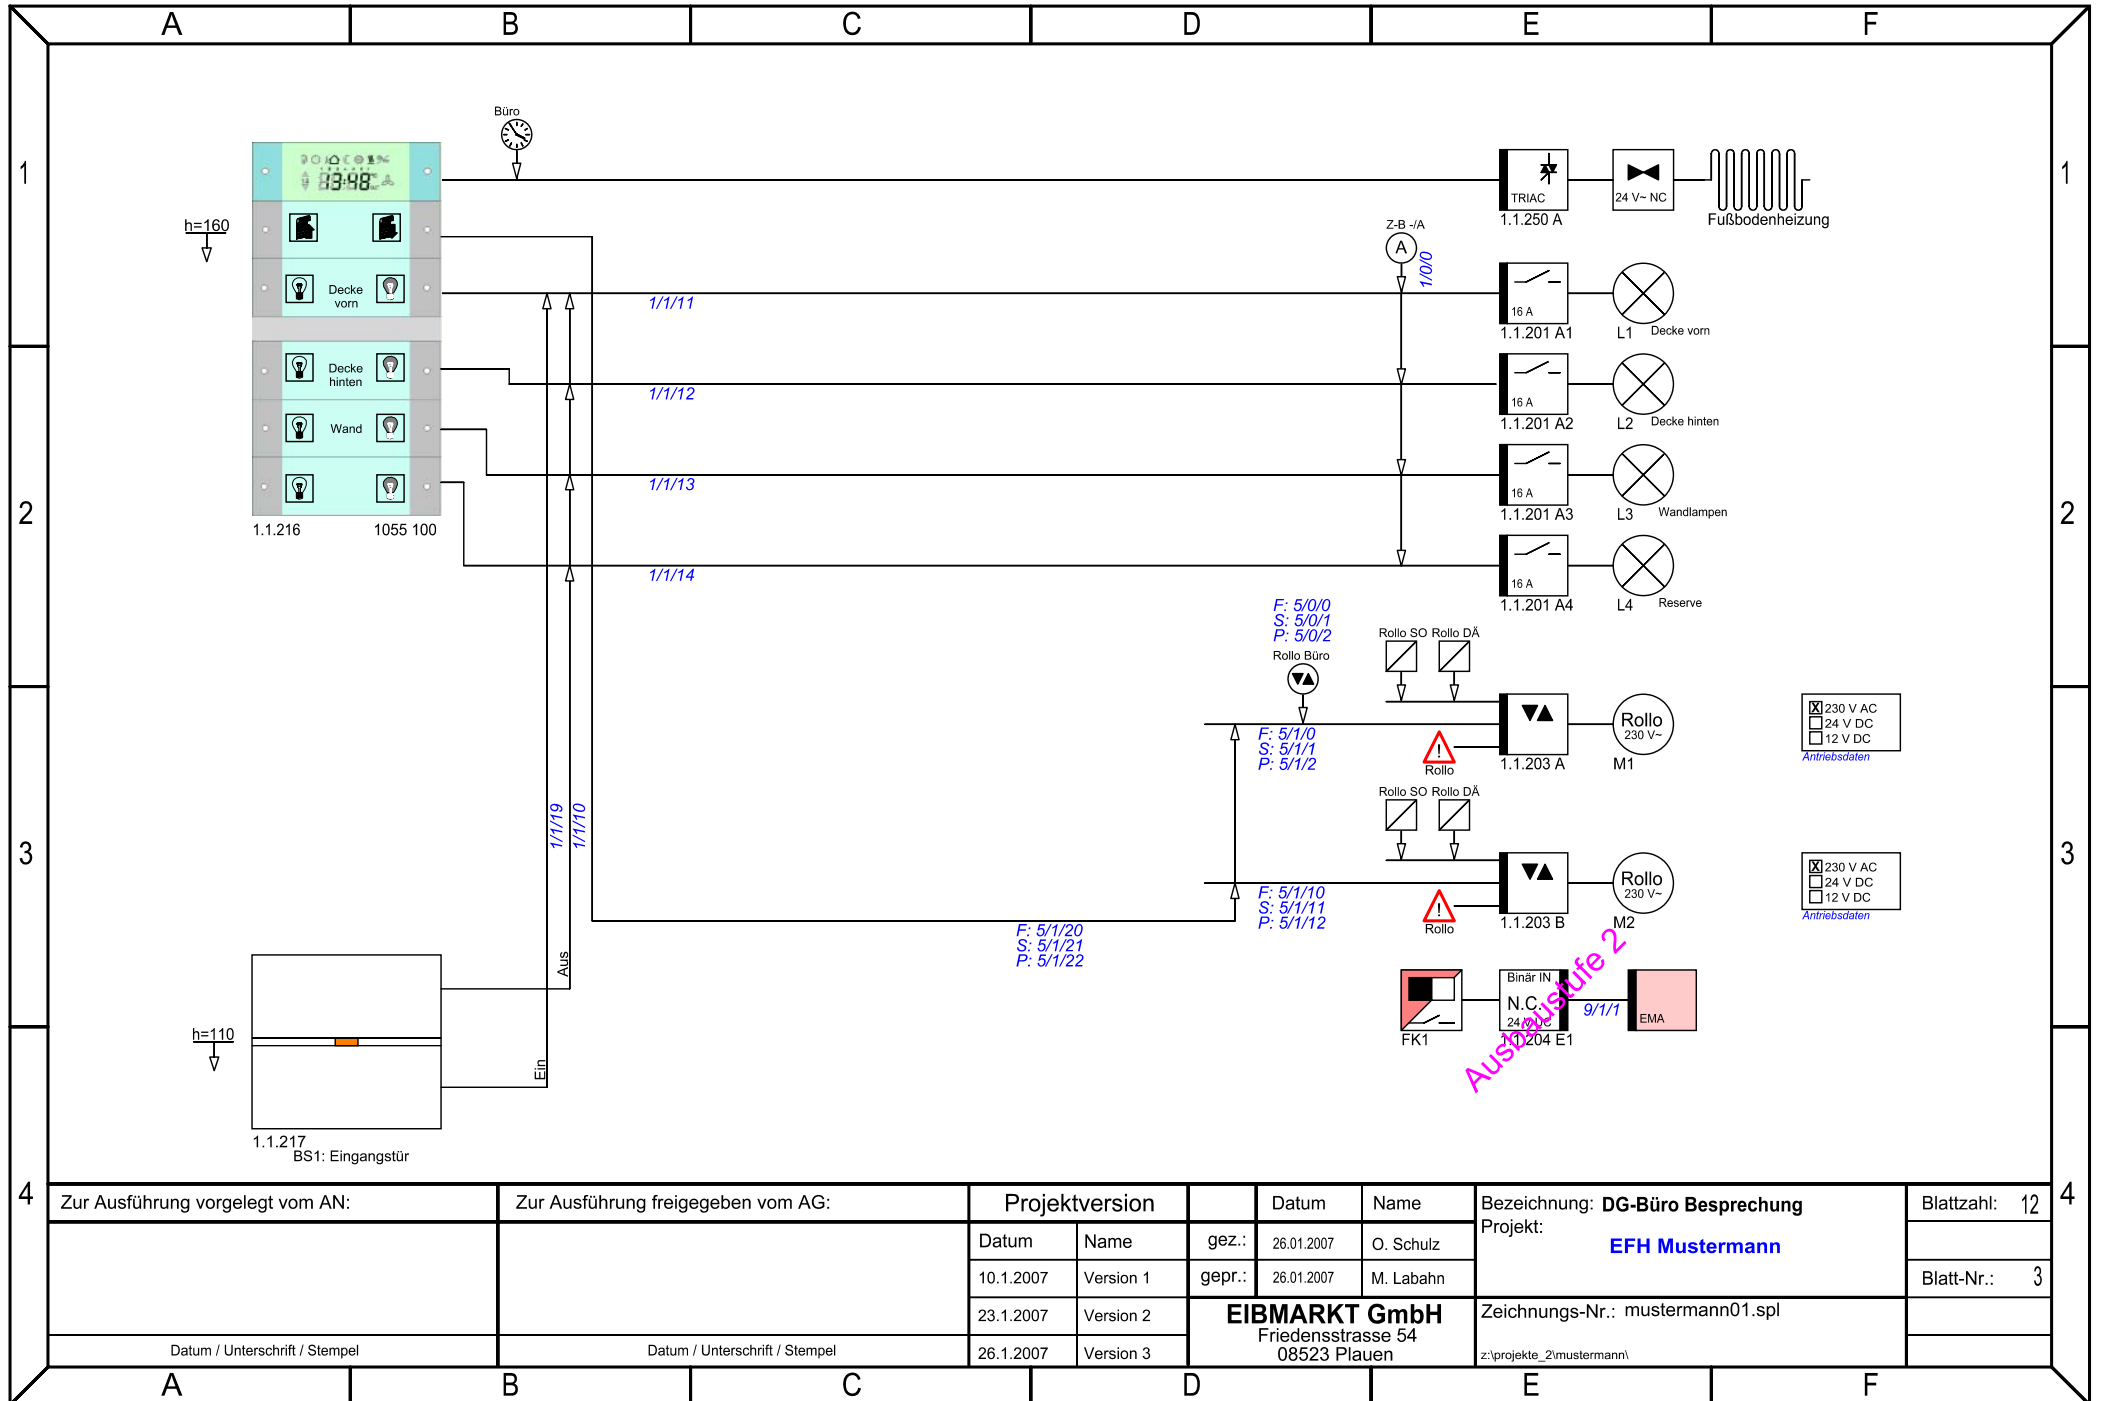 A B C D E F
1
1
2
2
3
3
4
4
Büro
13:48
h=160
Decke
vorn
Decke
hinten
Wand
1.1.216 1055 100
1/1/11
1/1/12
1/1/13
1/1/14
Z-B -/A
A
1/0/0
TRIAC
1.1.250 A
24 V~ NC
Fußbodenheizung
16 A
1.1.201 A1
L1 Decke vorn
16 A
1.1.201 A2
L2 Decke hinten
16 A
1.1.201 A3
L3 Wandlampen
16 A
1.1.201 A4
L4 Reserve
F: 5/0/0
S: 5/0/1
P: 5/0/2
Rollo Büro
Rollo SO Rollo DÄ
F: 5/1/0
S: 5/1/1
P: 5/1/2
!
Rollo
1.1.203 A
Rollo
230 V~
M1
X 230 V AC
24 V DC
12 V DC
Antriebsdaten
Rollo SO Rollo DÄ
F: 5/1/10
S: 5/1/11
P: 5/1/12
!
Rollo
1.1.203 B
Rollo
230 V~
M2
X 230 V AC
24 V DC
12 V DC
Antriebsdaten
1/1/19
1/1/10
F: 5/1/20
S: 5/1/21
P: 5/1/22
Aus
Ein
h=110
1.1.217
BS1: Eingangstür
FK1
Binär IN
N.C.
24 V UC
1.1.204 E1
9/1/1
EMA
Ausbaustufe 2
Zur Ausführung vorgelegt vom AN:
Datum / Unterschrift / Stempel
Zur Ausführung freigegeben vom AG:
Datum / Unterschrift / Stempel
Projektversion
Datum Name
10.1.2007 Version 1
23.1.2007 Version 2
26.1.2007 Version 3
Datum Name
gez.: 26.01.2007 O. Schulz
gepr.: 26.01.2007 M. Labahn
EIBMARKT GmbH
Friedensstrasse 54
08523 Plauen
Bezeichnung: DG-Büro Besprechung
Projekt:
EFH Mustermann
Zeichnungs-Nr.: mustermann01.spl
z:\projekte_2\mustermann\
Blattzahl: 12
Blatt-Nr.: 3
A B C D E F